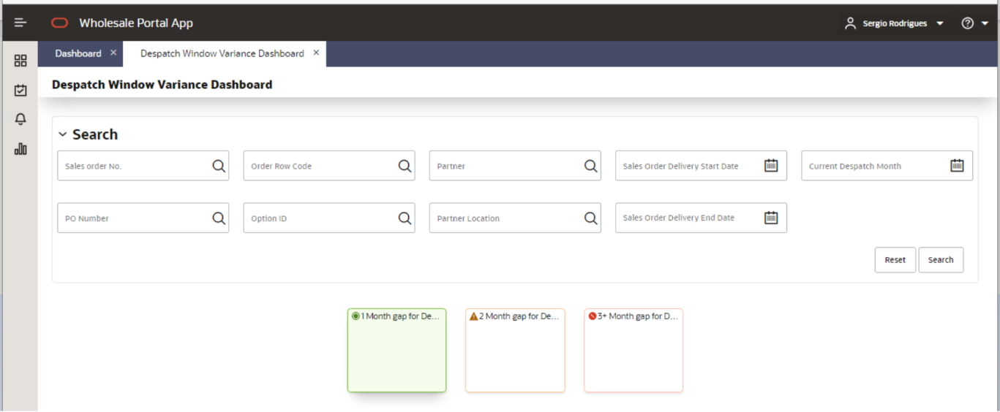 Wholesale Portal App
Sergio Rodrigues
Dashboard
Despatch Window Variance Dashboard
Despatch Window Variance Dashboard
Search
Sales order No.
Order Row Code
Partner
Sales Order Delivery Start Date
Current Despatch Month
PO Number
Option ID
Partner Location
Sales Order Delivery End Date
Reset
Search
1 Month gap for De...
2 Month gap for De...
3+ Month gap for D...